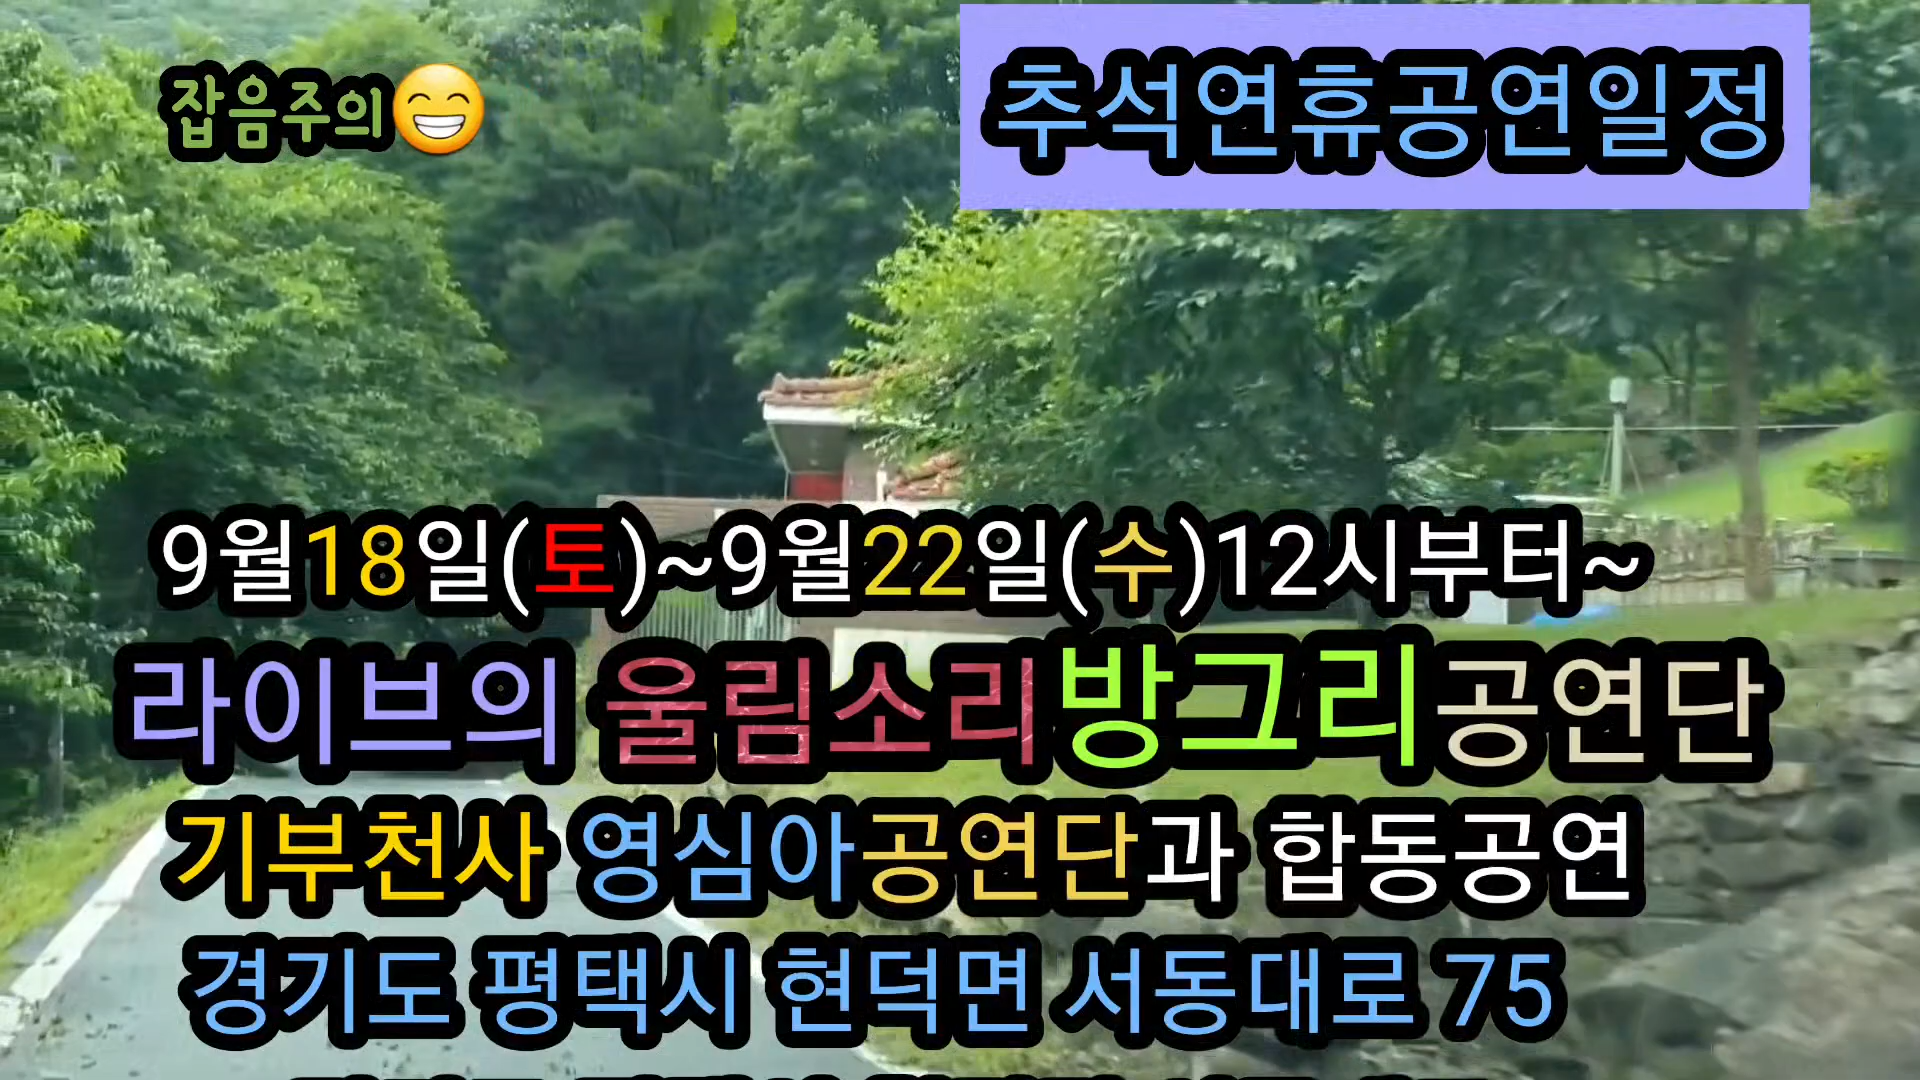 잡음주의😁
추석연휴공연일정
9월18일(토)~9월22일(수)12시부터~
라이브의 울림소리방그리공연단
기부천사 영심아공연단과 합동공연
경기도 평택시 현덕면 서동대로 75